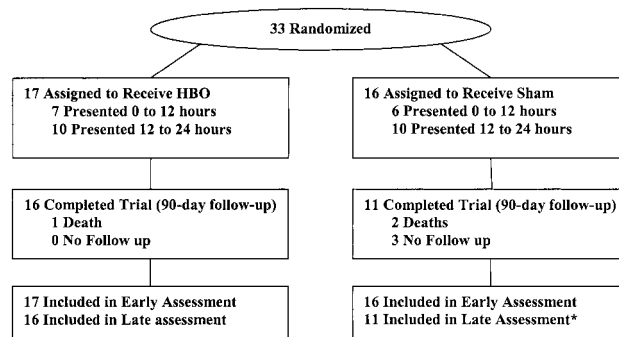 33 Randomized
17 Assigned to Receive HBO
7 Presented 0 to 12 hours
10 Presented 12 to 24 hours
16 Assigned to Receive Sham
6 Presented 0 to 12 hours
10 Presented 12 to 24 hours
16 Completed Trial (90-day follow-up)
1 Death
0 No Follow up
11 Completed Trial (90-day follow-up)
2 Deaths
3 No Follow up
17 Included in Early Assessment
16 Included in Late assessment
16 Included in Early Assessment
11 Included in Late Assessment*